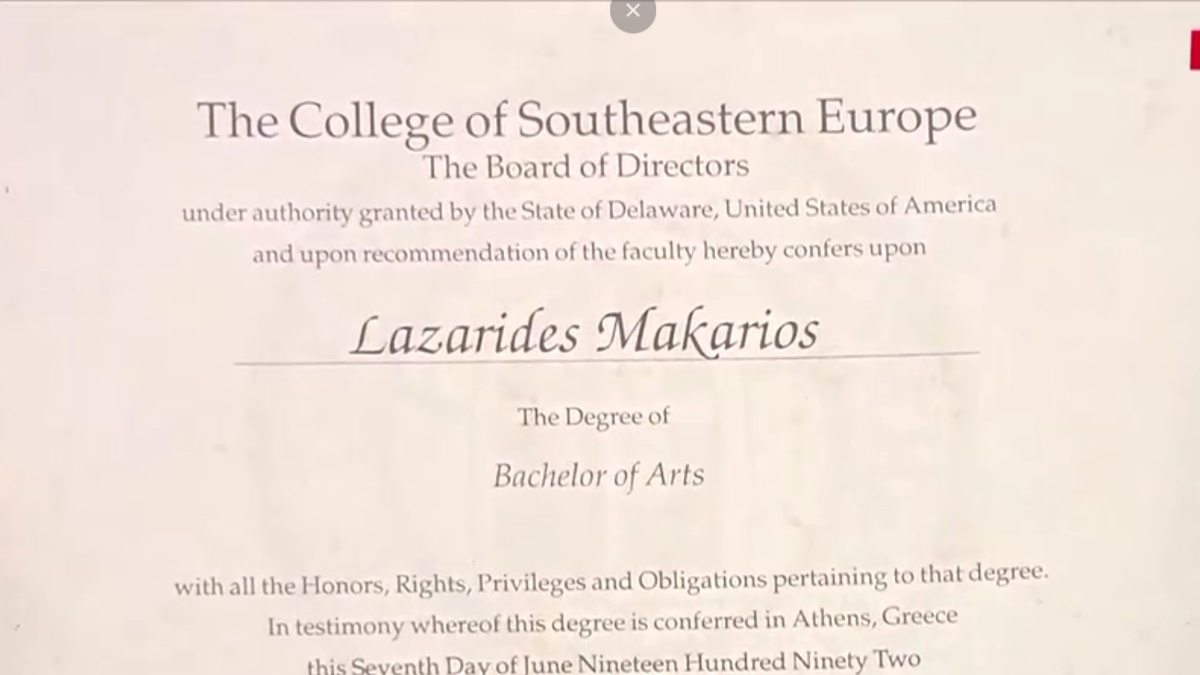 The College of Southeastern Europe
The Board of Directors
under authority granted by the State of Delaware, United States of America
and upon recommendation of the faculty hereby confers upon
Lazarides Makarios
The Degree of
Bachelor of Arts
with all the Honors, Rights, Privileges and Obligations pertaining to that degree.
In testimony whereof this degree is conferred in Athens, Greece
this Seventh Day of June Nineteen Hundred Ninety Two